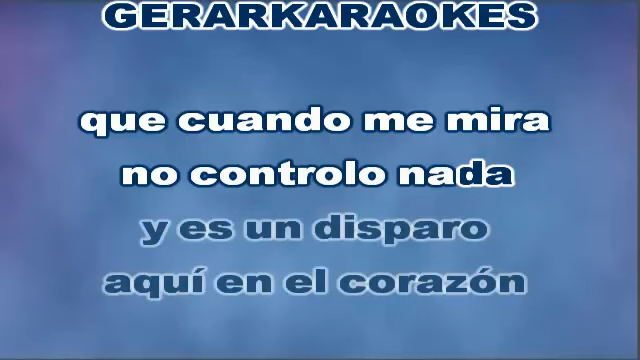 GERARKARAOKES
que cuando me mira
no controlo nada
y es un disparo
aquí en el corazón